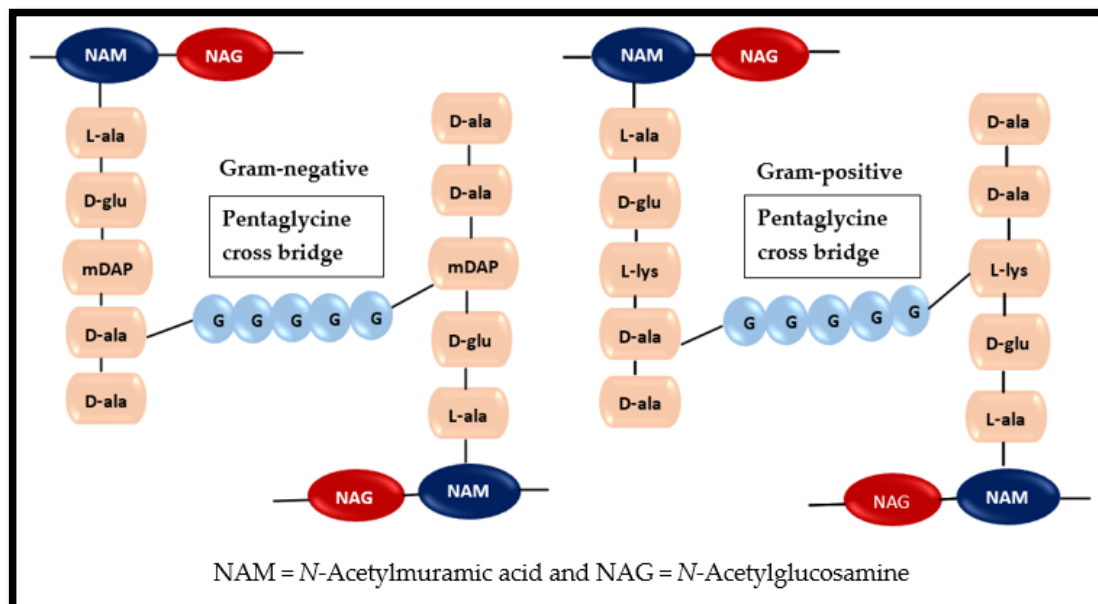 NAM NAG
L-ala
D-glu
mDAP
D-ala
D-ala
Gram-negative
Pentaglycine
cross bridge
G G G G G
D-ala
D-ala
mDAP
D-glu
L-ala
NAG NAM
NAM NAG
L-ala
D-glu
L-lys
D-ala
D-ala
Gram-positive
Pentaglycine
cross bridge
G G G G G
D-ala
D-ala
L-lys
D-glu
L-ala
NAG NAM
NAM = N-Acetylmuramic acid and NAG = N-Acetylglucosamine